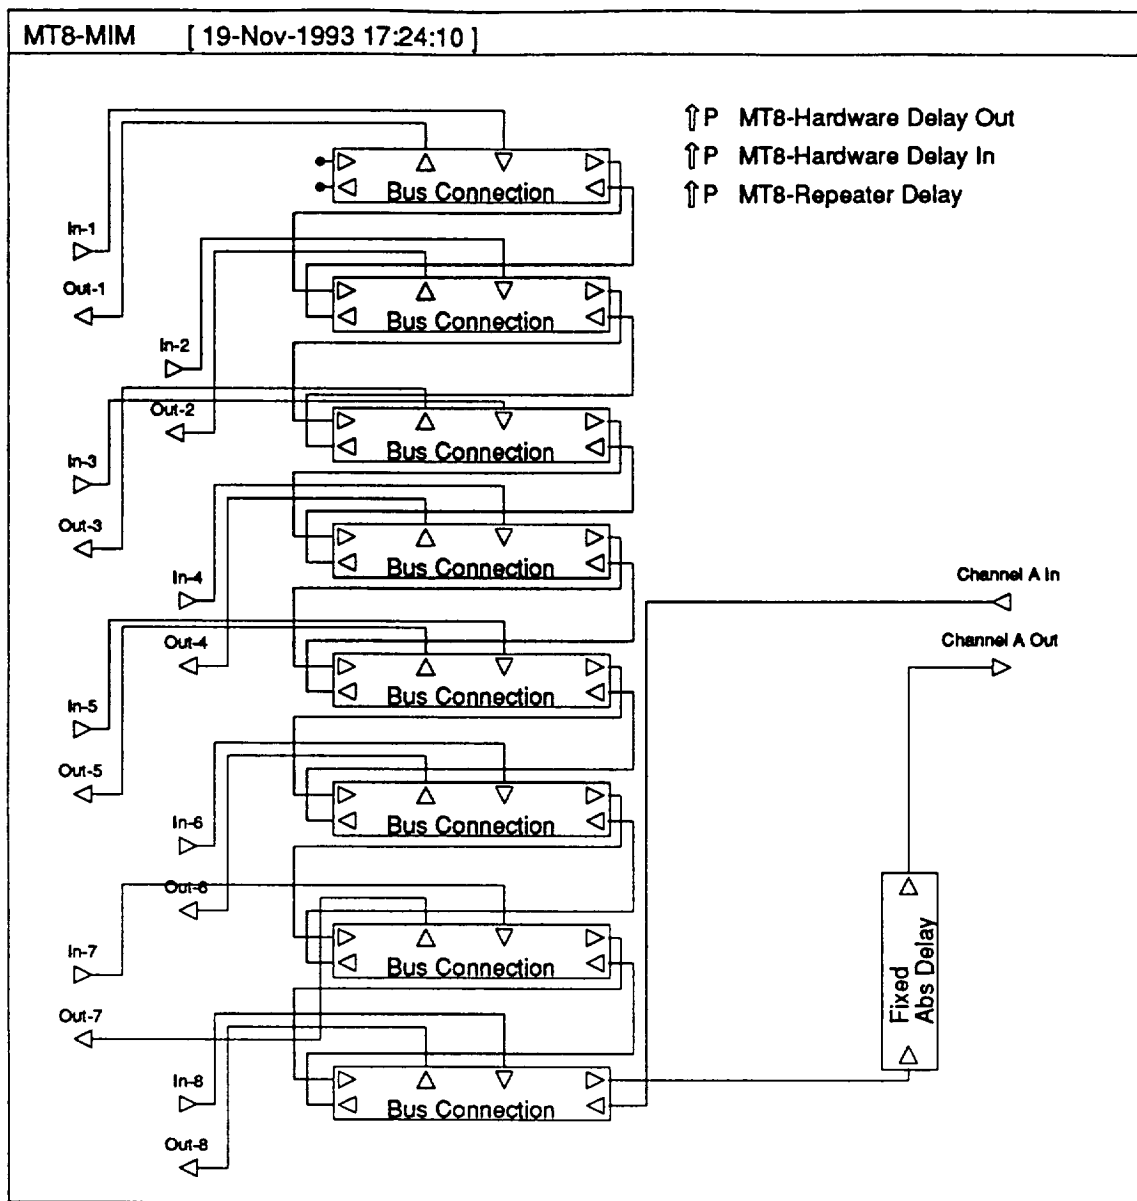 MT8-MIM [ 19-Nov-1993 17:24:10 ]
⇧P MT8-Hardware Delay Out
⇧P MT8-Hardware Delay In
⇧P MT8-Repeater Delay
Bus Connection
In-1
Out-1
Bus Connection
In-2
Out-2
Bus Connection
In-3
Out-3
Bus Connection
In-4
Out-4
Channel A In
Channel A Out
Bus Connection
In-5
Out-5
Bus Connection
In-6
Out-6
Bus Connection
In-7
Out-7
Fixed
Abs Delay
In-8
Bus Connection
Out-8